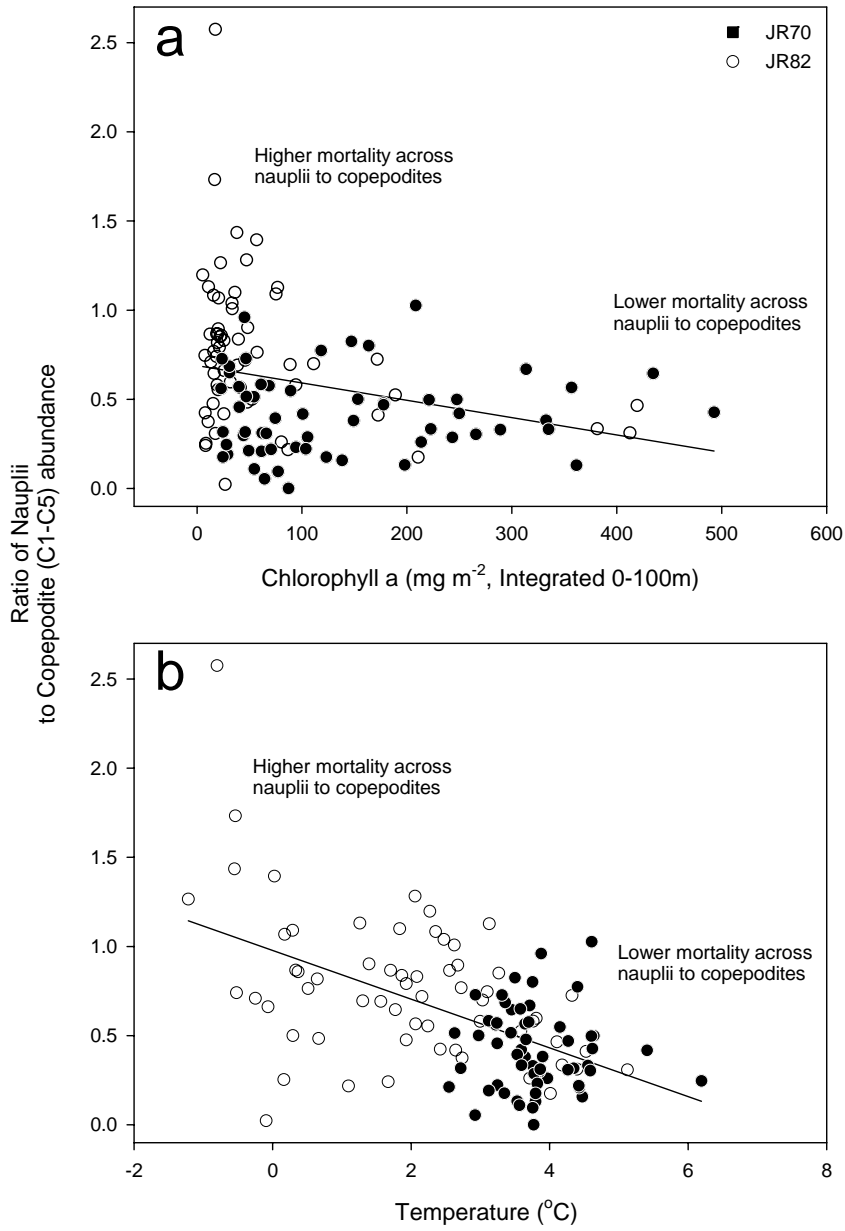 a
JR70
JR82
Higher mortality across
nauplii to copepodites
Lower mortality across
nauplii to copepodites
2.5
2.0
1.5
1.0
0.5
0.0
0 100 200 300 400 500 600
Chlorophyll a (mg m⁻², Integrated 0-100m)
Ratio of Nauplii
to Copepodite (C1-C5) abundance
b
Higher mortality across
nauplii to copepodites
Lower mortality across
nauplii to copepodites
2.5
2.0
1.5
1.0
0.5
0.0
-2 0 2 4 6 8
Temperature (°C)